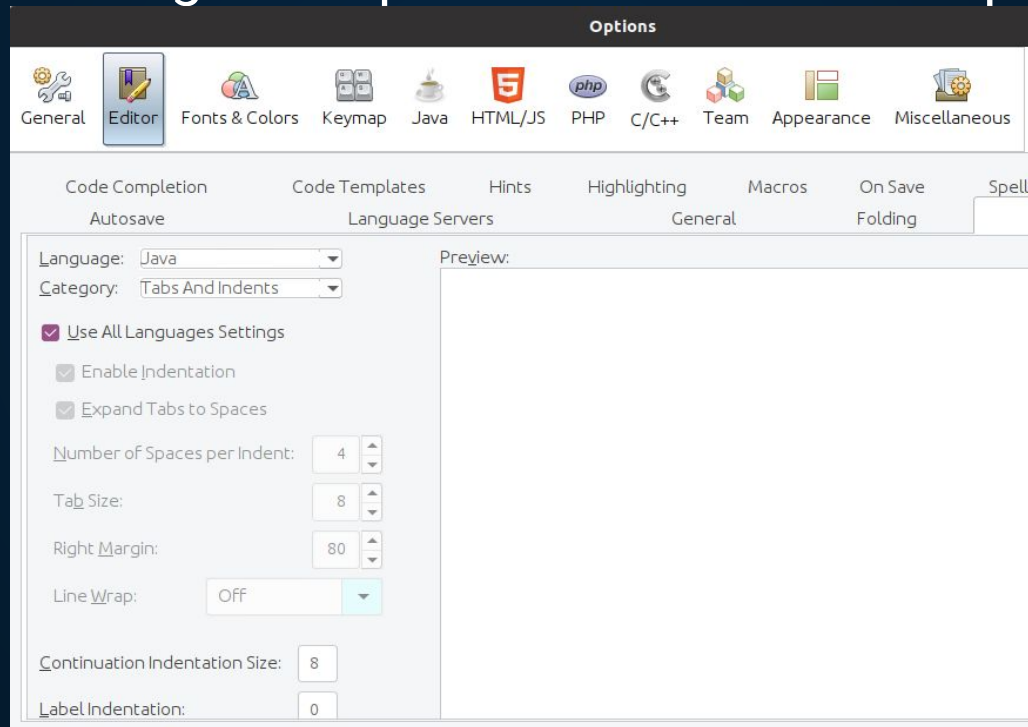 Options
General Editor Fonts & Colors Keymap Java HTML/JS PHP C/C++ Team Appearance Miscellaneous
Code Completion Code Templates Hints Highlighting Macros On Save Spell
Autosave Language Servers General Folding
Language: Java
Category: Tabs And Indents
Preview:
Use All Languages Settings
Enable Indentation
Expand Tabs to Spaces
Number of Spaces per Indent: 4
Tab Size: 8
Right Margin: 80
Line Wrap: Off
Continuation Indentation Size: 8
Label Indentation: 0